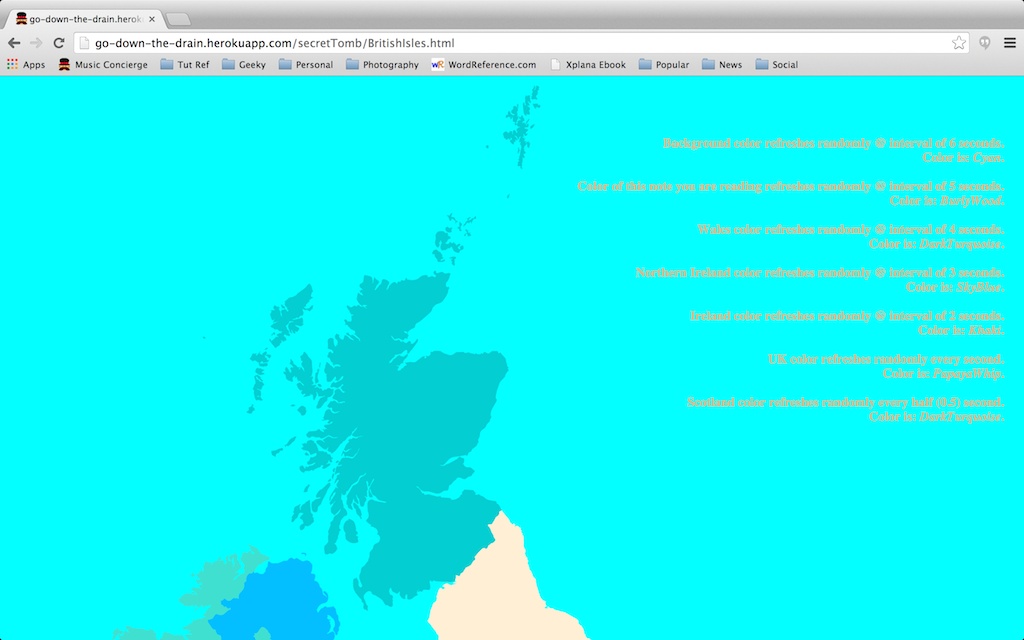 go-down-the-drain.herok
go-down-the-drain.herokuapp.com/secretTomb/BritishIsles.html
Apps Music Concierge Tut Ref Geeky Personal Photography WordReference.com Xplana Ebook Popular News Social
Background color refreshes randomly @ interval of 6 seconds.
Color is: Cyan.
Color of this note you are reading refreshes randomly @ interval of 5 seconds.
Color is: BurlyWood.
Wales color refreshes randomly @ interval of 4 seconds.
Color is: DarkTurquoise.
Northern Ireland color refreshes randomly @ interval of 3 seconds.
Color is: SkyBlue.
Ireland color refreshes randomly @ interval of 2 seconds.
Color is: Khaki.
UK color refreshes randomly every second.
Color is: PapayaWhip.
Scotland color refreshes randomly every half (0.5) second.
Color is: DarkTurquoise.